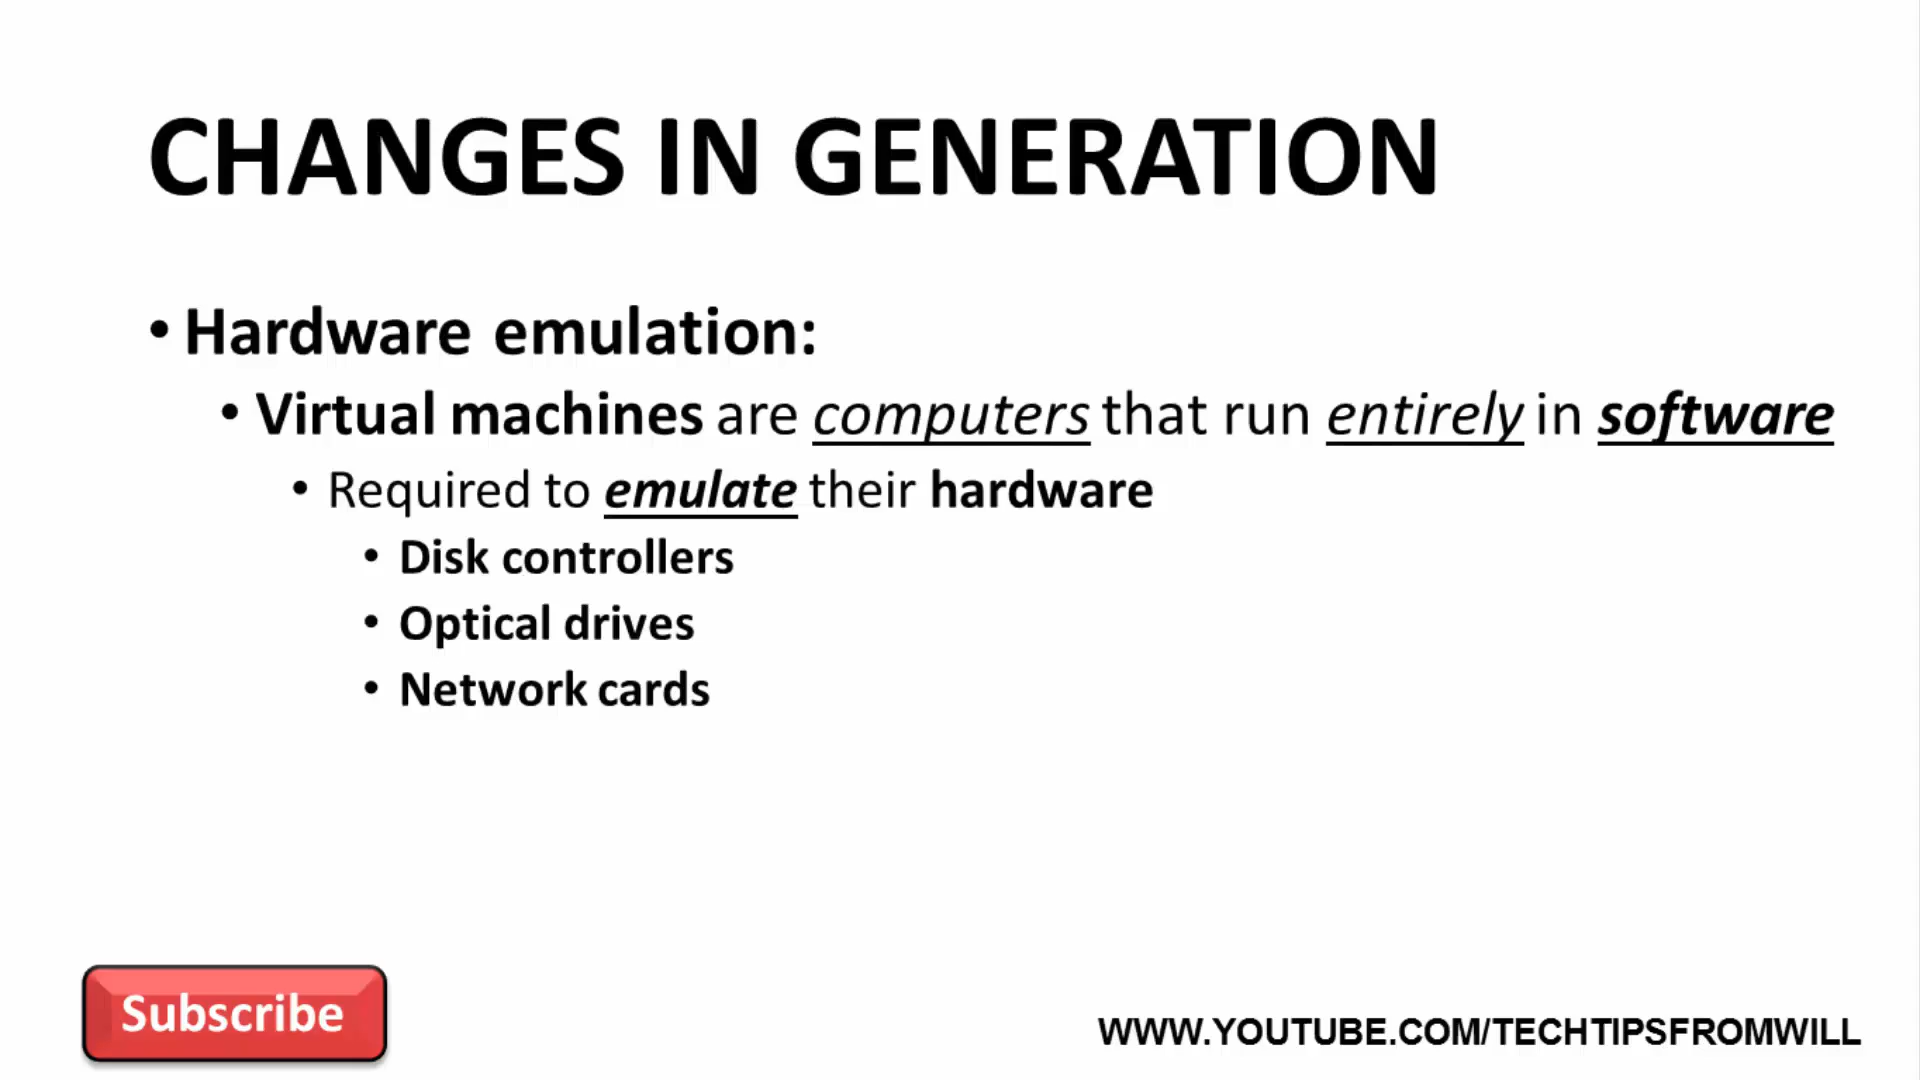 CHANGES IN GENERATION
• Hardware emulation:
• Virtual machines are computers that run entirely in software
• Required to emulate their hardware
• Disk controllers
• Optical drives
• Network cards
Subscribe
WWW.YOUTUBE.COM/TECHTIPSFROMWILL